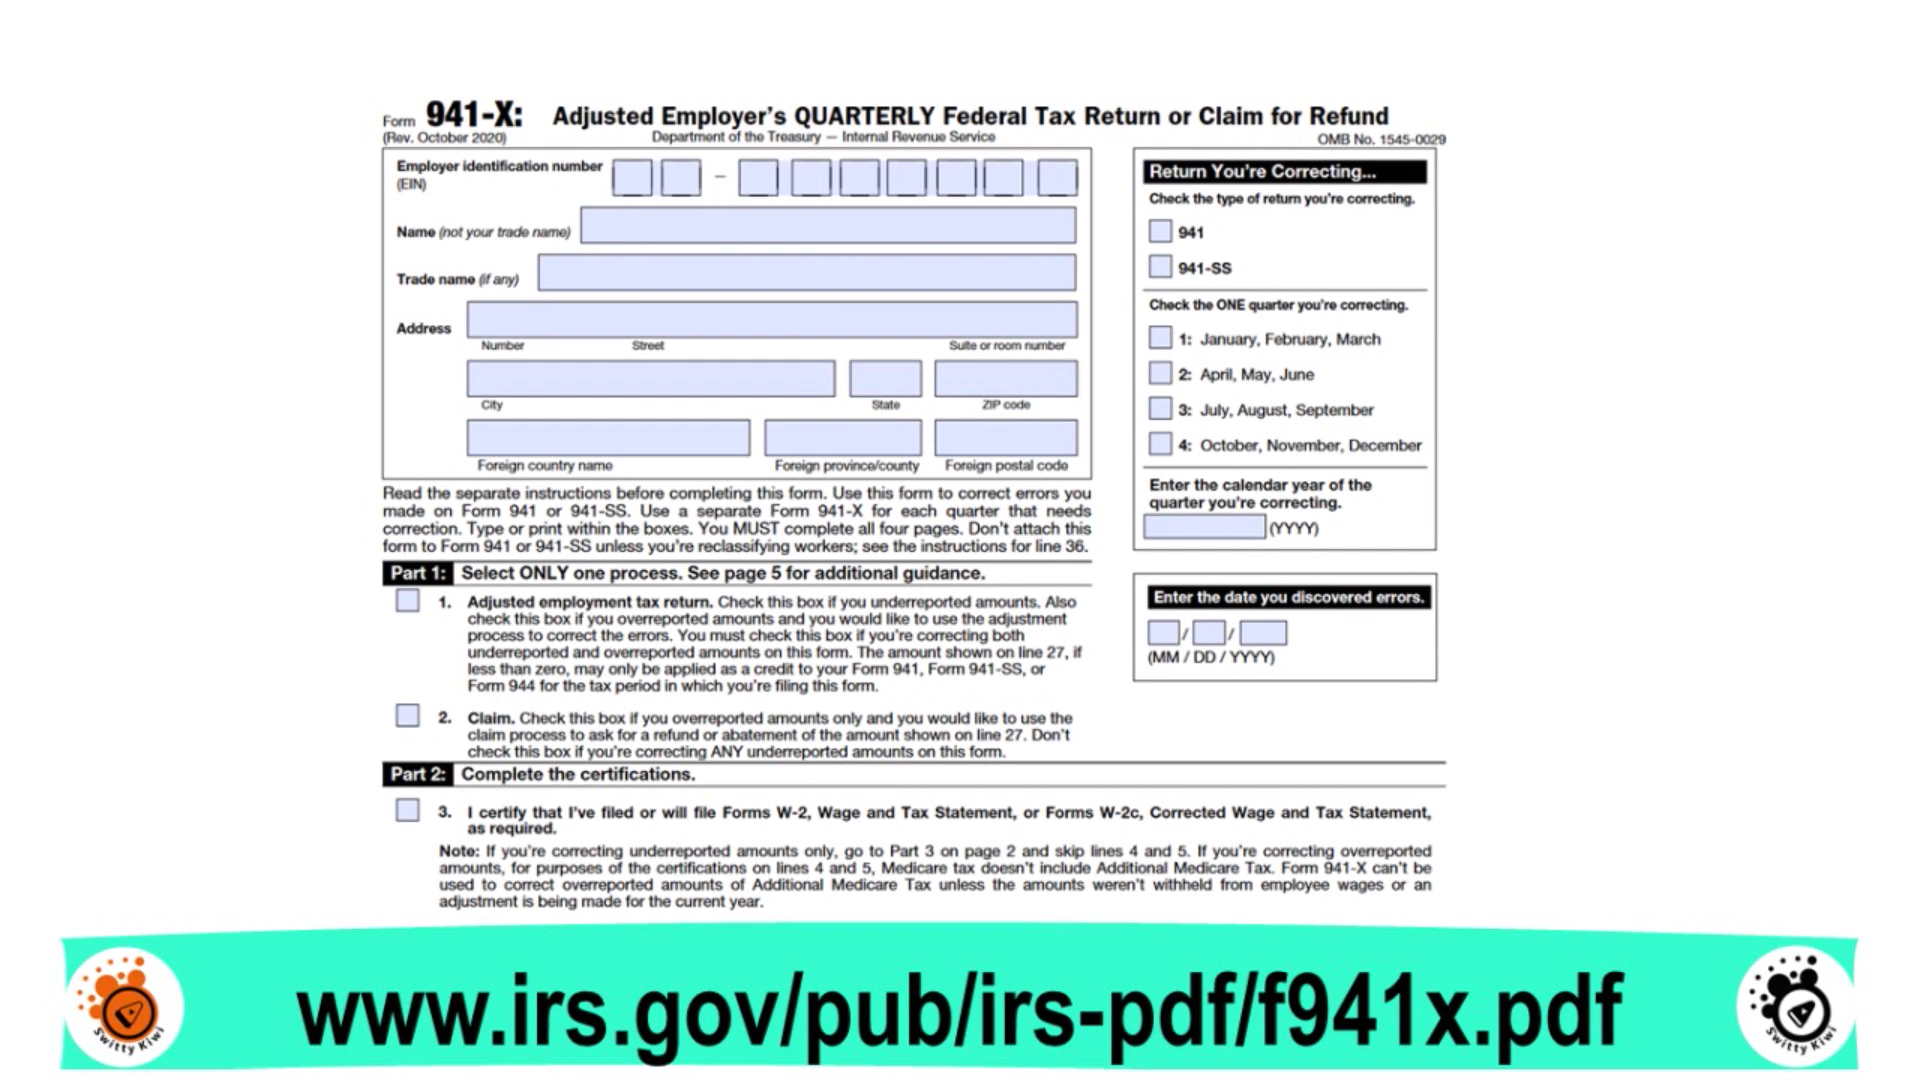 Form 941-X: Adjusted Employer's QUARTERLY Federal Tax Return or Claim for Refund
(Rev. October 2020) Department of the Treasury — Internal Revenue Service OMB No. 1545-0029
Employer identification number
(EIN)
–
Name (not your trade name)
Trade name (if any)
Address
Number Street Suite or room number
City State ZIP code
Foreign country name Foreign province/county Foreign postal code
Return You're Correcting...
Check the type of return you're correcting.
941
941-SS
Check the ONE quarter you're correcting.
1: January, February, March
2: April, May, June
3: July, August, September
4: October, November, December
Enter the calendar year of the
quarter you're correcting.
(YYYY)
Read the separate instructions before completing this form. Use this form to correct errors you
made on Form 941 or 941-SS. Use a separate Form 941-X for each quarter that needs
correction. Type or print within the boxes. You MUST complete all four pages. Don't attach this
form to Form 941 or 941-SS unless you're reclassifying workers; see the instructions for line 36.
Part 1: Select ONLY one process. See page 5 for additional guidance.
Enter the date you discovered errors.
/ /
(MM / DD / YYYY)
1. Adjusted employment tax return. Check this box if you underreported amounts. Also
check this box if you overreported amounts and you would like to use the adjustment
process to correct the errors. You must check this box if you're correcting both
underreported and overreported amounts on this form. The amount shown on line 27, if
less than zero, may only be applied as a credit to your Form 941, Form 941-SS, or
Form 944 for the tax period in which you're filing this form.
2. Claim. Check this box if you overreported amounts only and you would like to use the
claim process to ask for a refund or abatement of the amount shown on line 27. Don't
check this box if you're correcting ANY underreported amounts on this form.
Part 2: Complete the certifications.
3. I certify that I've filed or will file Forms W-2, Wage and Tax Statement, or Forms W-2c, Corrected Wage and Tax Statement,
as required.
Note: If you're correcting underreported amounts only, go to Part 3 on page 2 and skip lines 4 and 5. If you're correcting overreported
amounts, for purposes of the certifications on lines 4 and 5, Medicare tax doesn't include Additional Medicare Tax. Form 941-X can't be
used to correct overreported amounts of Additional Medicare Tax unless the amounts weren't withheld from employee wages or an
adjustment is being made for the current year.
www.irs.gov/pub/irs-pdf/f941x.pdf
Switty Kiwi
Switty Kiwi